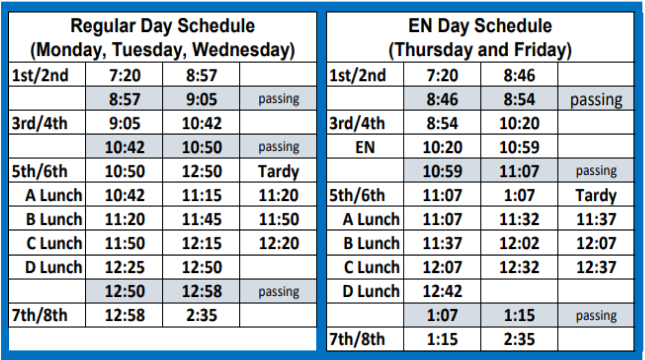 Regular Day Schedule
(Monday, Tuesday, Wednesday)
1st/2nd 7:20 8:57
8:57 9:05 passing
3rd/4th 9:05 10:42
10:42 10:50 passing
5th/6th 10:50 12:50 Tardy
A Lunch 10:42 11:15 11:20
B Lunch 11:20 11:45 11:50
C Lunch 11:50 12:15 12:20
D Lunch 12:25 12:50
12:50 12:58 passing
7th/8th 12:58 2:35
EN Day Schedule
(Thursday and Friday)
1st/2nd 7:20 8:46
8:46 8:54 passing
3rd/4th 8:54 10:20
EN 10:20 10:59
10:59 11:07 passing
5th/6th 11:07 1:07 Tardy
A Lunch 11:07 11:32 11:37
B Lunch 11:37 12:02 12:07
C Lunch 12:07 12:32 12:37
D Lunch 12:42
1:07 1:15 passing
7th/8th 1:15 2:35